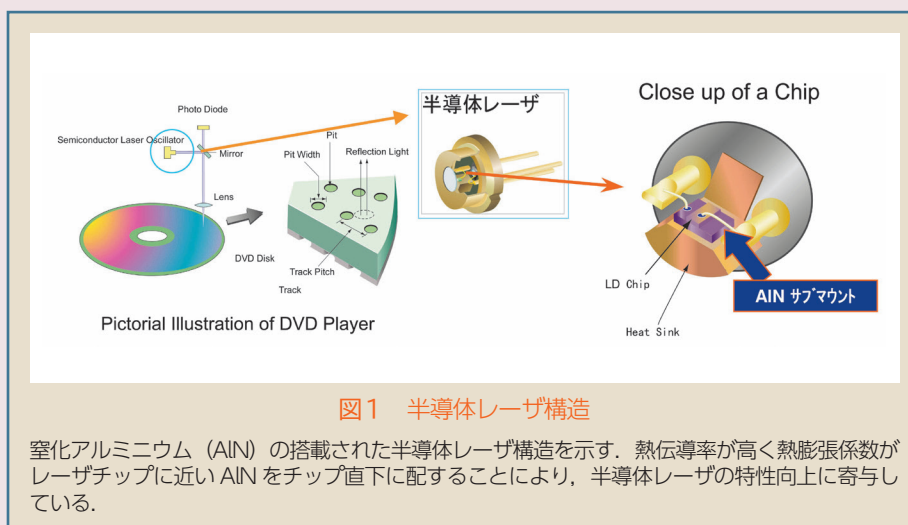 Photo Diode
Semiconductor Laser Oscillator
Mirror
Lens
DVD Disk
Pit
Pit Width
Reflection Light
Track Pitch
Track
Pictorial Illustration of DVD Player
半導体レーザ
Close up of a Chip
LD Chip
AlN サブマウント
Heat Sink
図1 半導体レーザ構造
窒化アルミニウム（AlN）の搭載された半導体レーザ構造を示す．熱伝導率が高く熱膨張係数が
レーザチップに近い AlN をチップ直下に配することにより，半導体レーザの特性向上に寄与し
ている．